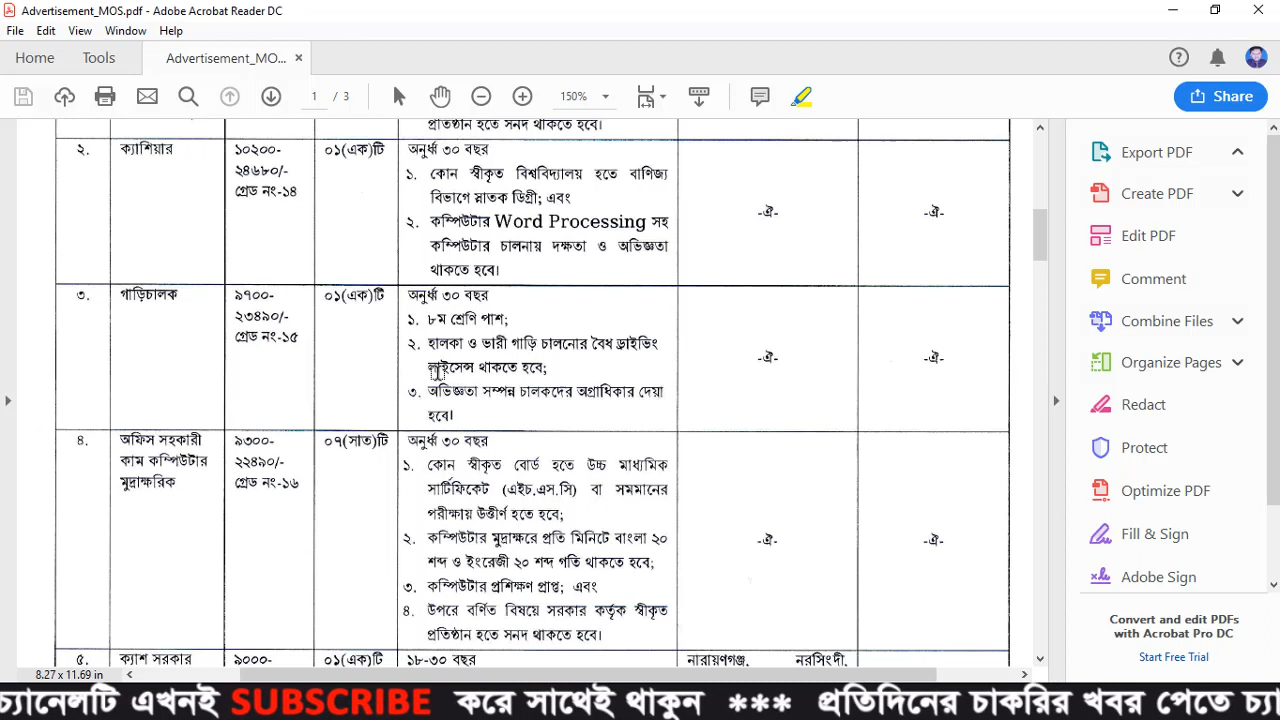 Advertisement_MOS.pdf - Adobe Acrobat Reader DC
File Edit View Window Help
Home Tools Advertisement_MO... ×
1 / 3 150%
Share
প্রতিষ্ঠান হতে সনদ থাকতে হবে।
২. ক্যাশিয়ার ১০২০০- ০১(এক)টি অনুর্ধ্ব ৩০ বছর
২৪৬৮০/- ১. কোন স্বীকৃত বিশ্ববিদ্যালয় হতে বাণিজ্য
গ্রেড নং-১৪ বিভাগে স্নাতক ডিগ্রী; এবং
-ঐ- -ঐ-
২. কম্পিউটার Word Processing সহ
কম্পিউটার চালনায় দক্ষতা ও অভিজ্ঞতা
থাকতে হবে।
৩. গাড়িচালক ৯৭০০- ০১(এক)টি অনুর্ধ্ব ৩০ বছর
২৩৪৯০/- ১. ৮ম শ্রেণি পাশ;
গ্রেড নং-১৫ ২. হালকা ও ভারী গাড়ি চালনোর বৈধ ড্রাইভিং
-ঐ- -ঐ-
লাইসেন্স থাকতে হবে;
৩. অভিজ্ঞতা সম্পন্ন চালকদের অগ্রাধিকার দেয়া
হবে।
৪. অফিস সহকারী ৯৩০০- ০৭(সাত)টি অনুর্ধ্ব ৩০ বছর
কাম কম্পিউটার ২২৪৯০/- ১. কোন স্বীকৃত বোর্ড হতে উচ্চ মাধ্যমিক
মুদ্রাক্ষরিক গ্রেড নং-১৬ সার্টিফিকেট (এইচ.এস.সি) বা সমমানের
পরীক্ষায় উত্তীর্ণ হতে হবে;
২. কম্পিউটার মুদ্রাক্ষরে প্রতি মিনিটে বাংলা ২০
-ঐ- -ঐ-
শব্দ ও ইংরেজী ২০ শব্দ গতি থাকতে হবে;
৩. কম্পিউটার প্রশিক্ষণ প্রাপ্ত; এবং
৪. উপরে বর্ণিত বিষয়ে সরকার কর্তৃক স্বীকৃত
প্রতিষ্ঠান হতে সনদ থাকতে হবে।
৫. ক্যাশ সরকার ৯০০০- ০১(এক)টি ১৮-৩০ বছর নারায়ণগঞ্জ, নরসিংদী,
8.27 x 11.69 in
Export PDF
Create PDF
Edit PDF
Comment
Combine Files
Organize Pages
Redact
Protect
Optimize PDF
Fill & Sign
Adobe Sign
Convert and edit PDFs
with Acrobat Pro DC
Start Free Trial
চ্যানেলটি এখনই SUBSCRIBE করে সাথেই থাকুন *** প্রতিদিনের চাকরির খবর পেতে চ্যা